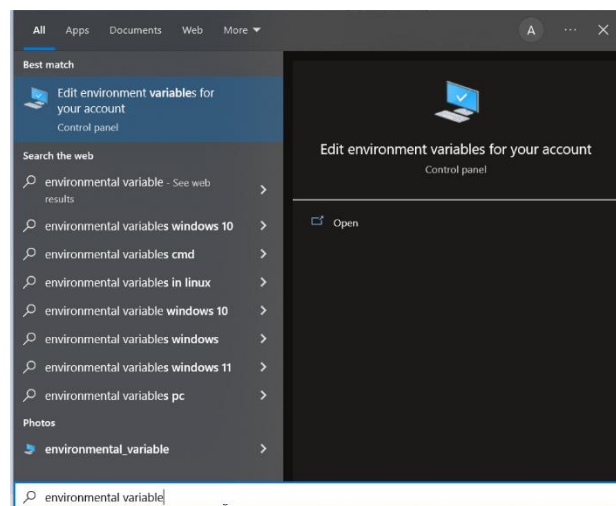 All Apps Documents Web More
A ...
Best match
Edit environment variables for
your account
Control panel
Search the web
environmental variable - See web
results
environmental variables windows 10
environmental variables cmd
environmental variables in linux
environmental variable windows 10
environmental variables windows
environmental variables windows 11
environmental variables pc
Photos
environmental_variable
environmental variable
Edit environment variables for your account
Control panel
Open